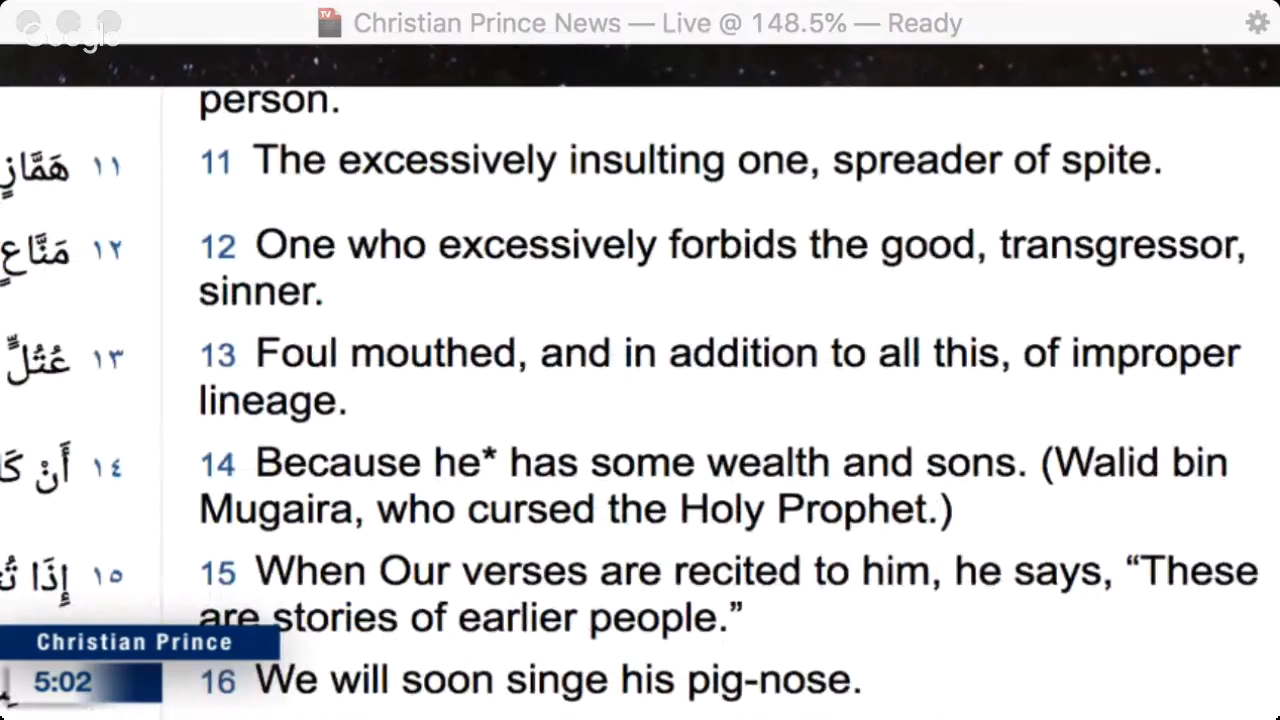 Christian Prince News — Live @ 148.5% — Ready
Google
person.
هَمَّازٍ ١١
11 The excessively insulting one, spreader of spite.
مَنَّاعٍ ١٢
12 One who excessively forbids the good, transgressor,
sinner.
عُتُلٍّ ١٣
13 Foul mouthed, and in addition to all this, of improper
lineage.
أَنْ ١٤
14 Because he* has some wealth and sons. (Walid bin
Mugaira, who cursed the Holy Prophet.)
إِذَا ١٥
15 When Our verses are recited to him, he says, “These
are stories of earlier people.”
Christian Prince
5:02
16 We will soon singe his pig-nose.